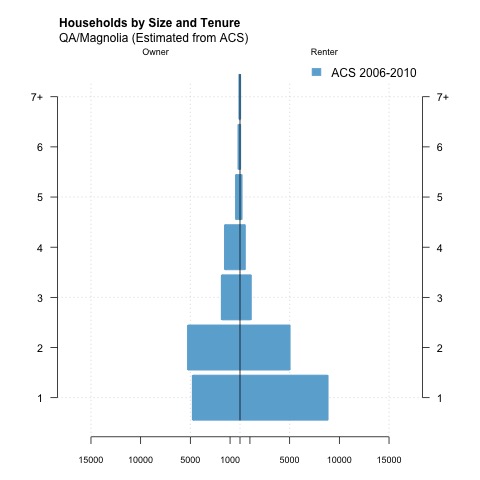 Households by Size and Tenure
QA/Magnolia (Estimated from ACS)
Owner Renter
ACS 2006-2010
7+ 7+
6 6
5 5
4 4
3 3
2 2
1 1
15000 10000 5000 1000 5000 10000 15000